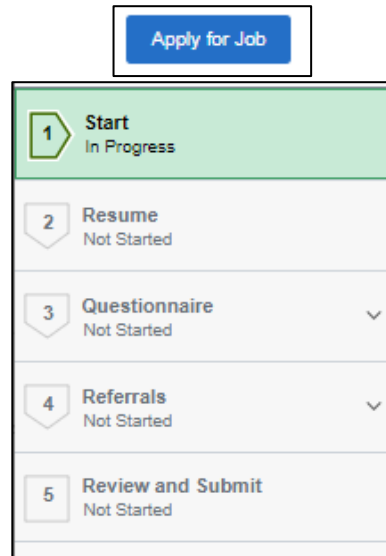 Apply for Job
1
Start
In Progress
2
Resume
Not Started
3
Questionnaire
Not Started
4
Referrals
Not Started
5
Review and Submit
Not Started